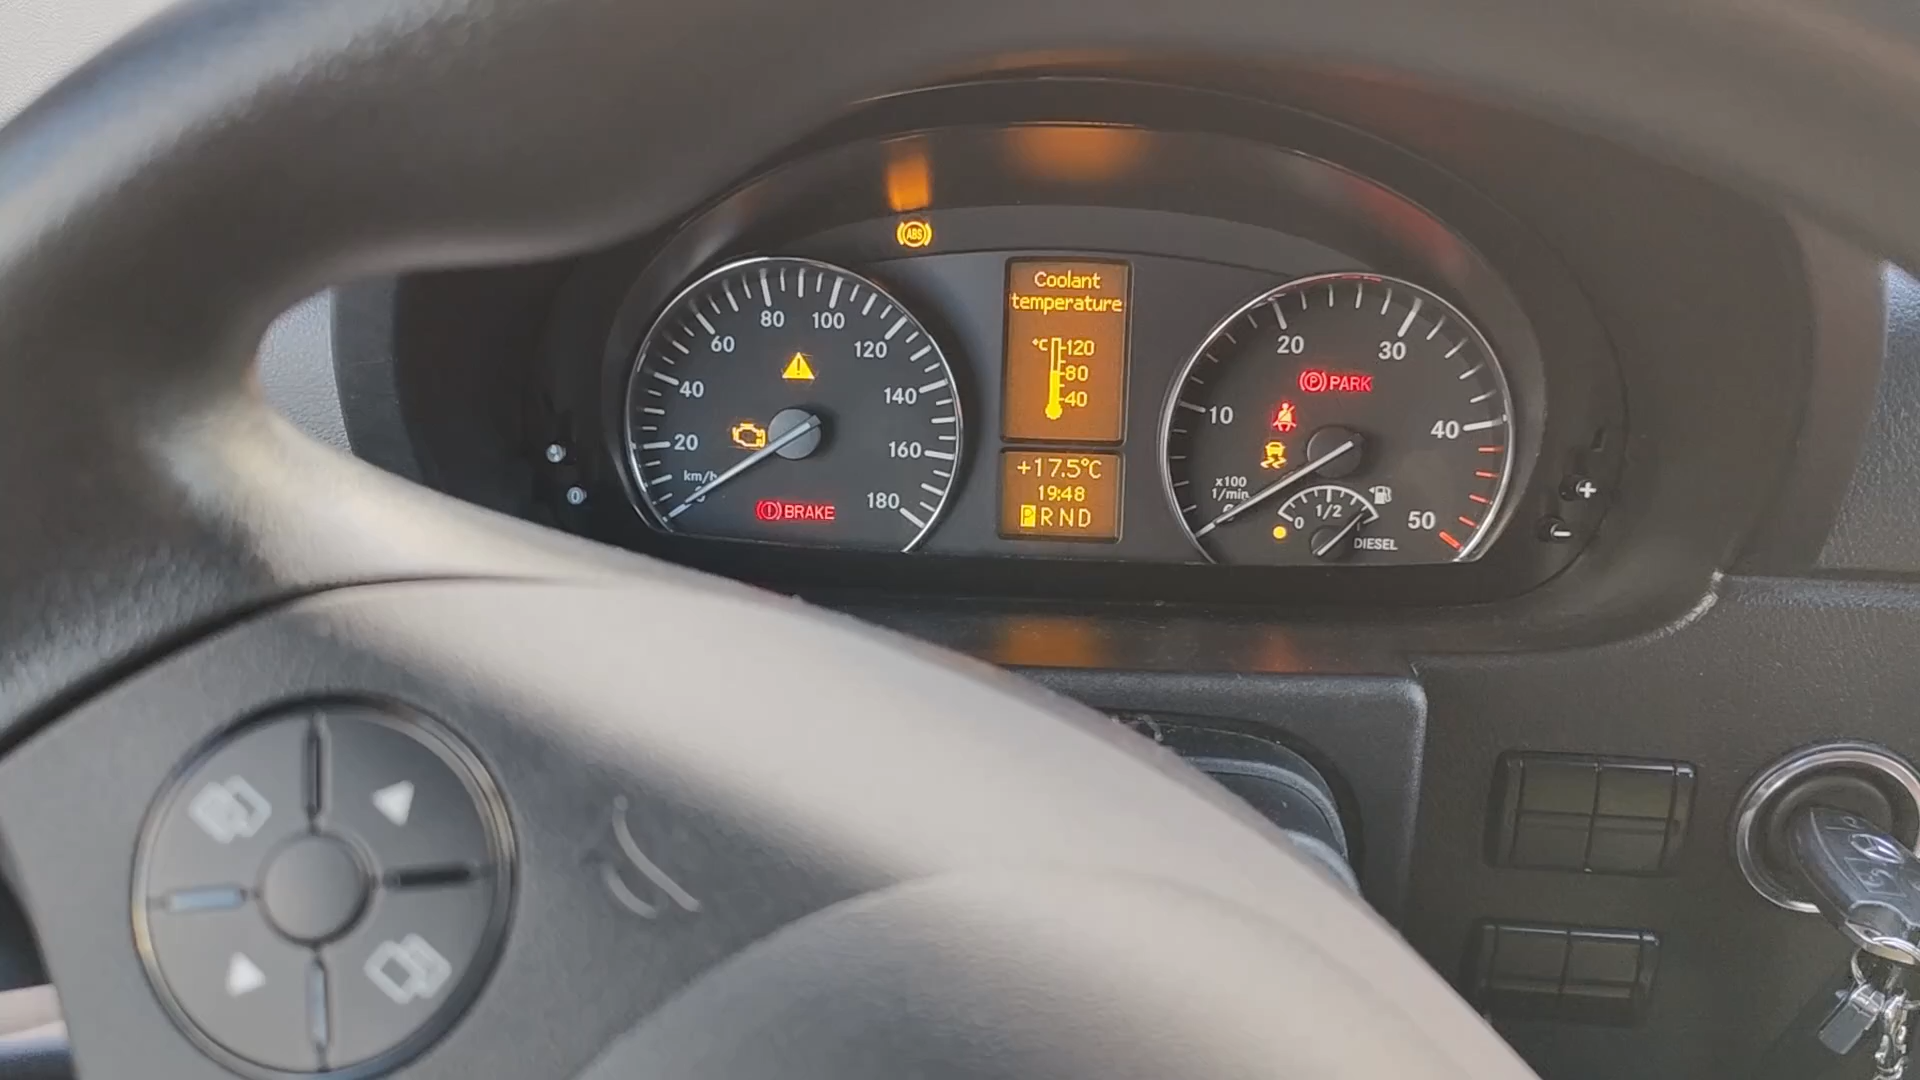 ABS
Coolant
temperature
°C
120
80
40
+17.5°C
19:48
P R N D
20
40
60
80
100
120
140
160
180
km/h
BRAKE
10
20
30
40
50
x100
1/min
PARK
0
1/2
DIESEL
0
+
-